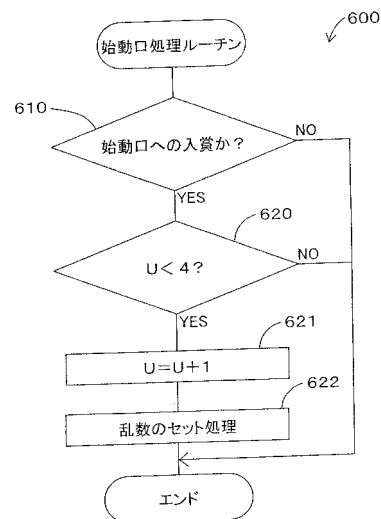 600
始動口処理ルーチン
610
始動口への入賞か?
NO
YES
620
U<4?
NO
YES
621
U=U+1
622
乱数のセット処理
エンド